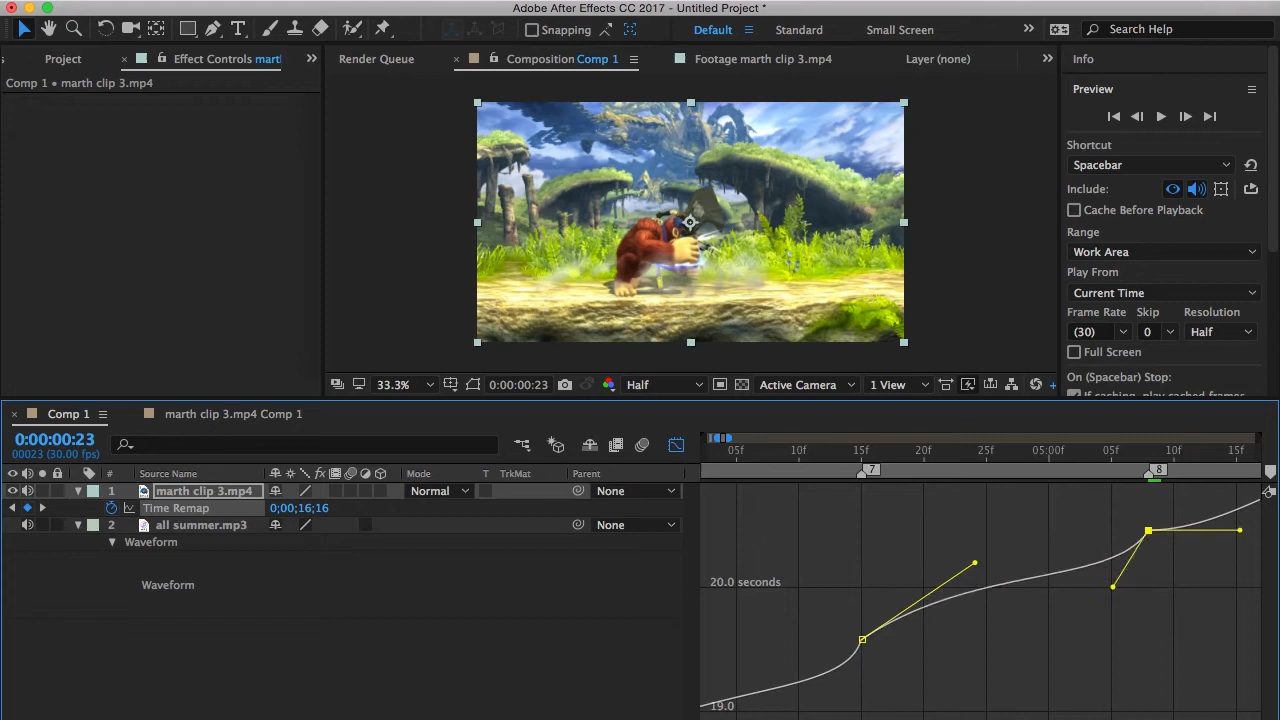 Adobe After Effects CC 2017 - Untitled Project *
Snapping
Default
Standard
Small Screen
Search Help
s
Project
Effect Controls mart
Render Queue
Composition Comp 1
Footage marth clip 3.mp4
Layer (none)
Info
Comp 1 • marth clip 3.mp4
Preview
Shortcut
Spacebar
Include:
Cache Before Playback
Range
Work Area
Play From
Current Time
Frame Rate
Skip
Resolution
(30)
0
Half
Full Screen
On (Spacebar) Stop:
If caching, play cached frames
33.3%
0:00:00:23
Half
Active Camera
1 View
Comp 1
marth clip 3.mp4 Comp 1
0:00:00:23
00023 (30.00 fps)
05f
10f
15f
20f
25f
05:00f
05f
10f
15f
# Source Name
Mode
T
TrkMat
Parent
7
8
1
marth clip 3.mp4
Normal
None
Time Remap
0;00;16;16
2
all summer.mp3
None
Waveform
Waveform
20.0 seconds
19.0